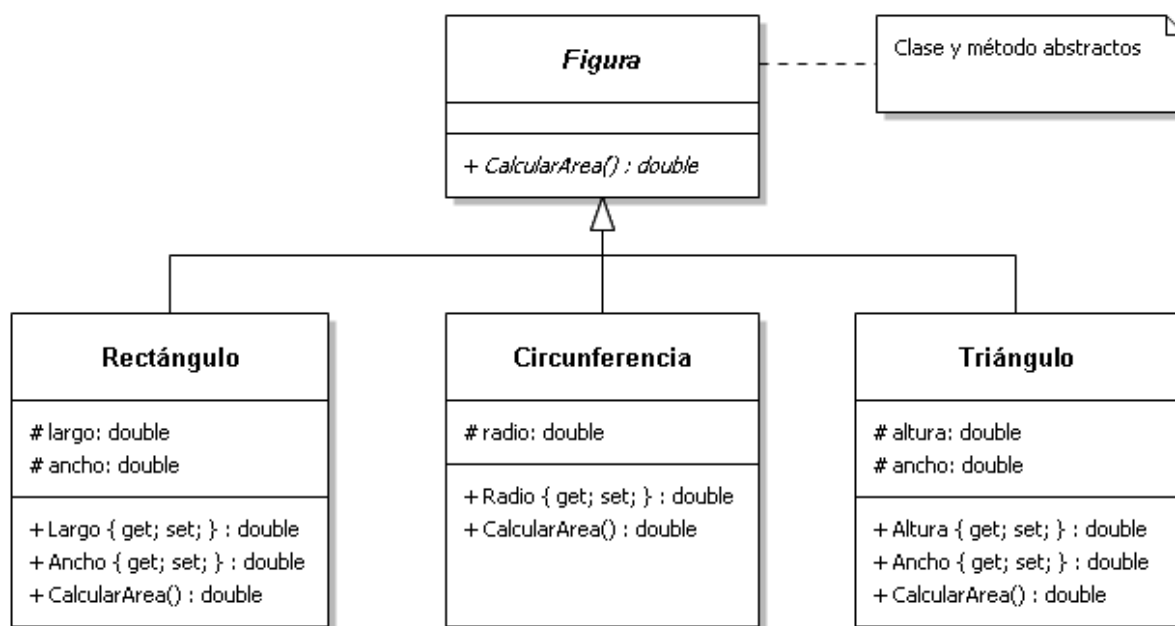 Figura
Clase y método abstractos
+ CalcularArea() : double
Rectángulo
# largo: double
# ancho: double
+ Largo { get; set; } : double
+ Ancho { get; set; } : double
+ CalcularArea() : double
Circunferencia
# radio: double
+ Radio { get; set; } : double
+ CalcularArea() : double
Triángulo
# altura: double
# ancho: double
+ Altura { get; set; } : double
+ Ancho { get; set; } : double
+ CalcularArea() : double